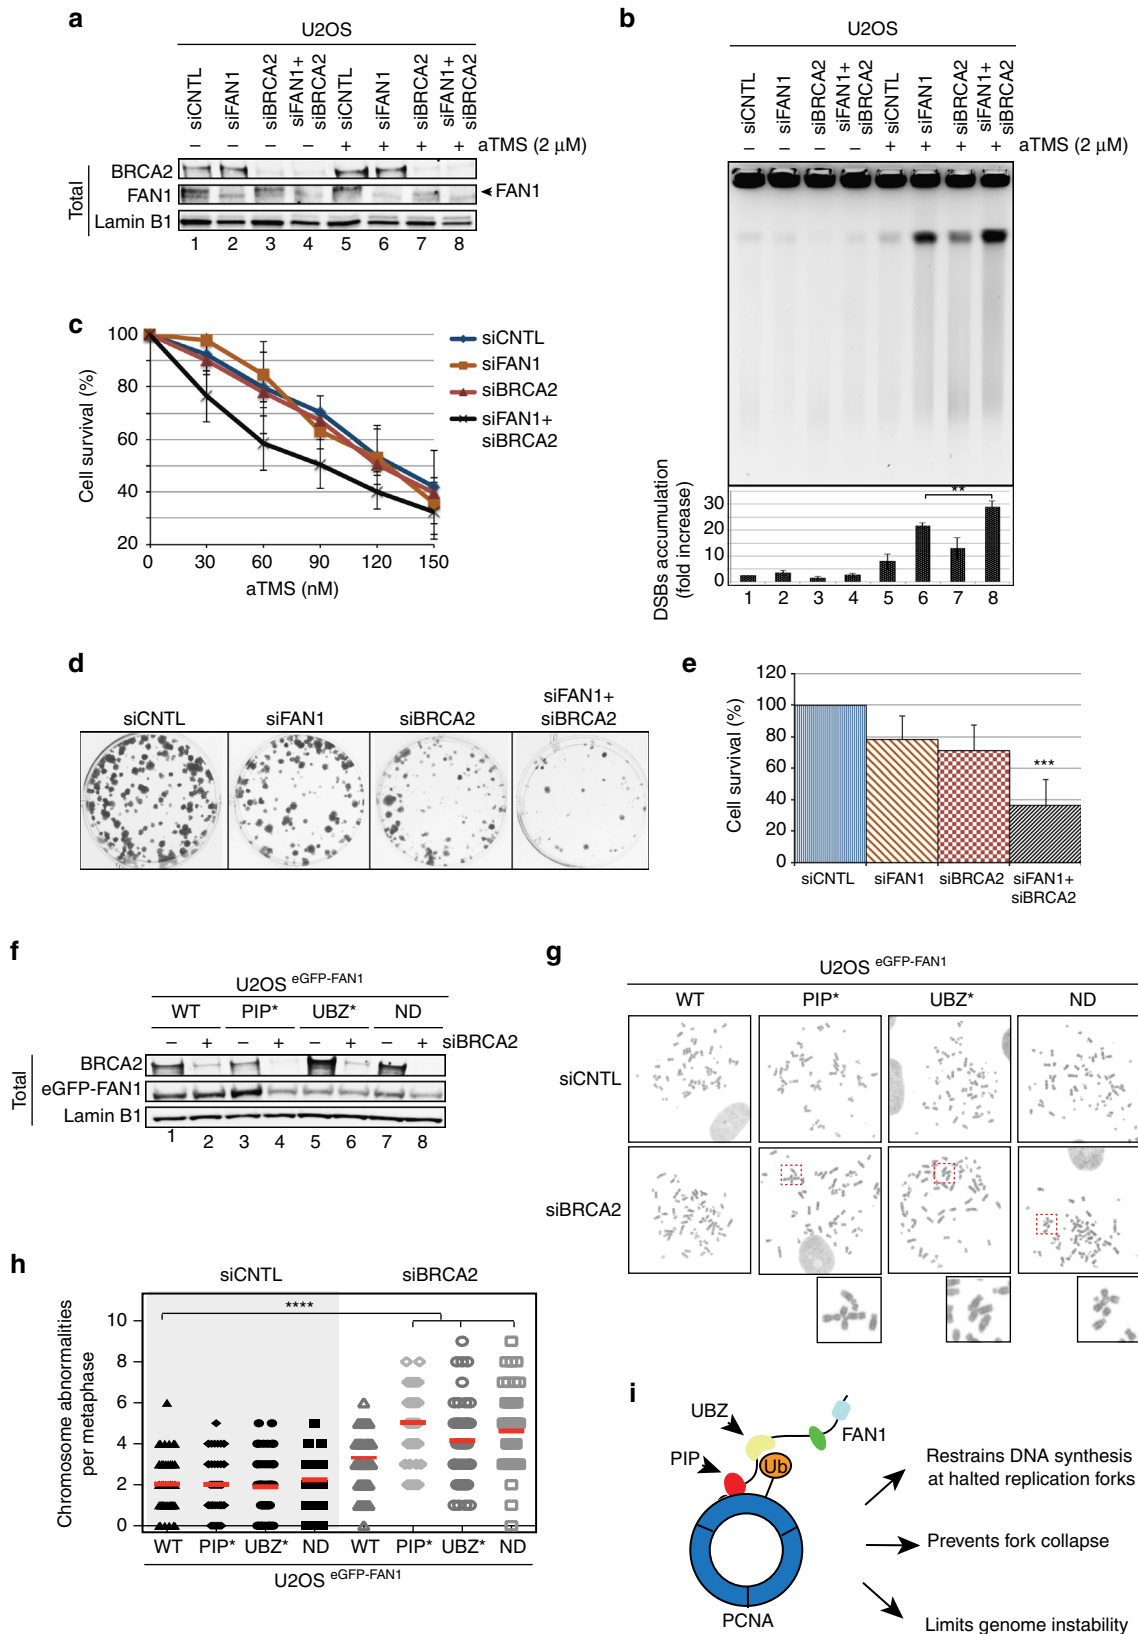 a
U2OS
siCNTL
siFAN1
siBRCA2
siFAN1+
siBRCA2
siCNTL
siFAN1
siBRCA2
siFAN1+
siBRCA2
– – – – + + + + aTMS (2 µM)
Total
BRCA2
FAN1
FAN1
Lamin B1
1 2 3 4 5 6 7 8
b
U2OS
siCNTL
siFAN1
siBRCA2
siFAN1+
siBRCA2
siCNTL
siFAN1
siBRCA2
siFAN1+
siBRCA2
– – – – + + + + aTMS (2 µM)
DSBs accumulation
(fold increase)
30
20
10
0
**
1 2 3 4 5 6 7 8
c
Cell survival (%)
100
80
60
40
20
0 30 60 90 120 150
aTMS (nM)
siCNTL
siFAN1
siBRCA2
siFAN1+
siBRCA2
d
siCNTL
siFAN1
siBRCA2
siFAN1+
siBRCA2
e
Cell survival (%)
120
100
80
60
40
20
0
***
siCNTL
siFAN1
siBRCA2
siFAN1+
siBRCA2
f
U2OS eGFP-FAN1
WT PIP* UBZ* ND
– + – + – + – + siBRCA2
Total
BRCA2
eGFP-FAN1
Lamin B1
1 2 3 4 5 6 7 8
g
U2OS eGFP-FAN1
WT PIP* UBZ* ND
siCNTL
siBRCA2
h
siCNTL siBRCA2
Chromosome abnormalities
per metaphase
10
8
6
4
2
0
****
WT PIP* UBZ* ND WT PIP* UBZ* ND
U2OS eGFP-FAN1
i
UBZ
FAN1
PIP
Ub
PCNA
Restrains DNA synthesis
at halted replication forks
Prevents fork collapse
Limits genome instability